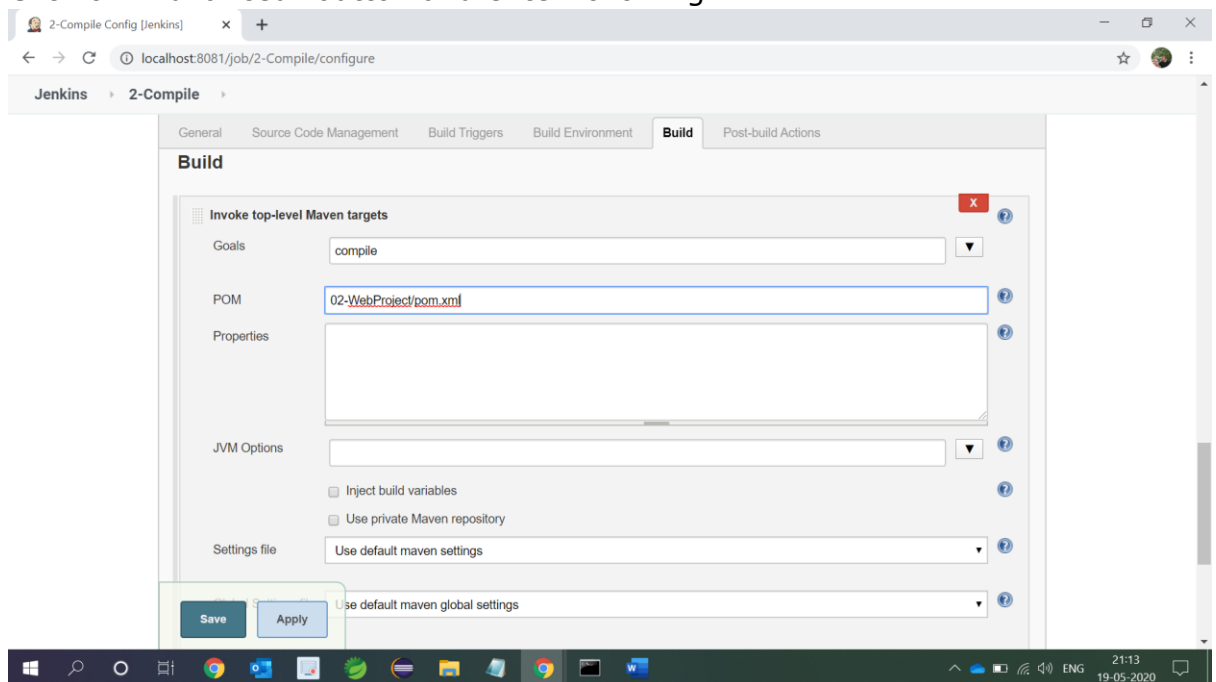 2-Compile Config [Jenkins]
localhost:8081/job/2-Compile/configure
Jenkins 2-Compile
General Source Code Management Build Triggers Build Environment Build Post-build Actions
Build
X
Invoke top-level Maven targets
Goals compile
POM 02-WebProject/pom.xml
Properties
JVM Options
Inject build variables
Use private Maven repository
Settings file Use default maven settings
Use default maven global settings
Save Apply
ENG 21:13
19-05-2020